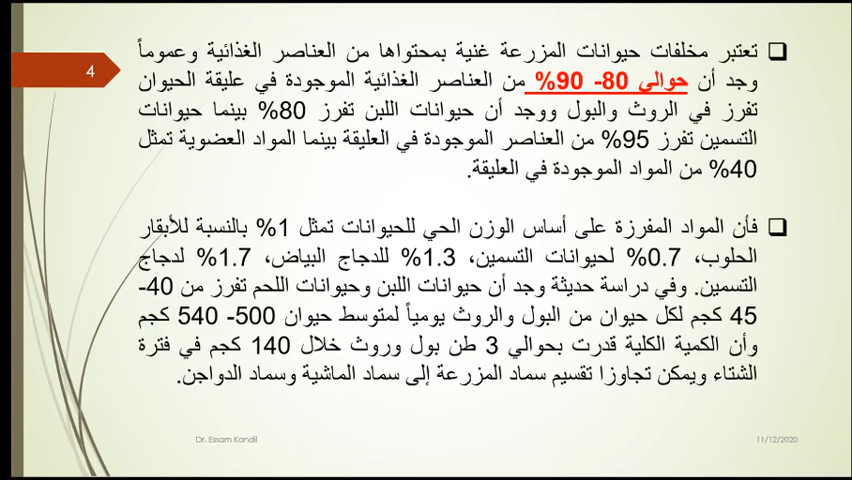 4
❑ تعتبر مخلفات حيوانات المزرعة غنية بمحتواها من العناصر الغذائية وعموماً
وجد أن حوالي 80- 90% من العناصر الغذائية الموجودة في عليقة الحيوان
تفرز في الروث والبول ووجد أن حيوانات اللبن تفرز 80% بينما حيوانات
التسمين تفرز 95% من العناصر الموجودة في العليقة بينما المواد العضوية تمثل
40% من المواد الموجودة في العليقة.
❑ فأن المواد المفرزة على أساس الوزن الحي للحيوانات تمثل 1% بالنسبة للأبقار
الحلوب، 0.7% لحيوانات التسمين، 1.3% للدجاج البياض، 1.7% لدجاج
التسمين. وفي دراسة حديثة وجد أن حيوانات اللبن وحيوانات اللحم تفرز من 40-
45 كجم لكل حيوان من البول والروث يومياً لمتوسط حيوان 500- 540 كجم
وأن الكمية الكلية قدرت بحوالي 3 طن بول وروث خلال 140 كجم في فترة
الشتاء ويمكن تجاوزا تقسيم سماد المزرعة إلى سماد الماشية وسماد الدواجن.
Dr. Essam Kandil
11/12/2020